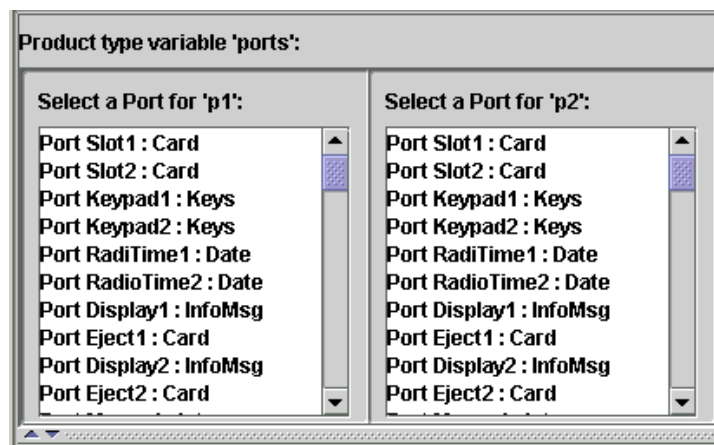 Product type variable 'ports':
Select a Port for 'p1':
Port Slot1 : Card
Port Slot2 : Card
Port Keypad1 : Keys
Port Keypad2 : Keys
Port RadiTime1 : Date
Port RadioTime2 : Date
Port Display1 : InfoMsg
Port Eject1 : Card
Port Display2 : InfoMsg
Port Eject2 : Card
Select a Port for 'p2':
Port Slot1 : Card
Port Slot2 : Card
Port Keypad1 : Keys
Port Keypad2 : Keys
Port RadiTime1 : Date
Port RadioTime2 : Date
Port Display1 : InfoMsg
Port Eject1 : Card
Port Display2 : InfoMsg
Port Eject2 : Card